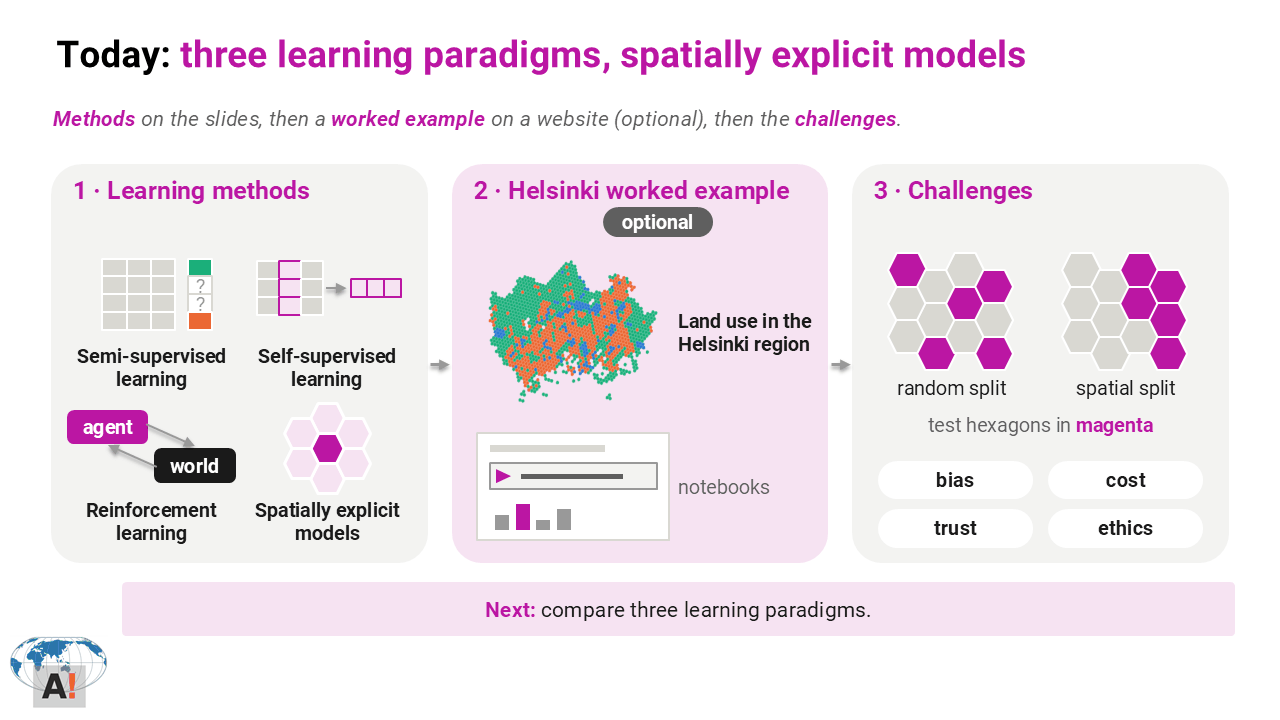 Today: three learning paradigms, spatially explicit models
Methods on the slides, then a worked example on a website (optional), then the challenges.
1 · Learning methods
?
?
Semi-supervised
learning
Self-supervised
learning
agent
world
Reinforcement
learning
Spatially explicit
models
2 · Helsinki worked example
optional
Land use in the
Helsinki region
notebooks
3 · Challenges
random split
spatial split
test hexagons in magenta
bias
cost
trust
ethics
Next: compare three learning paradigms.
A!